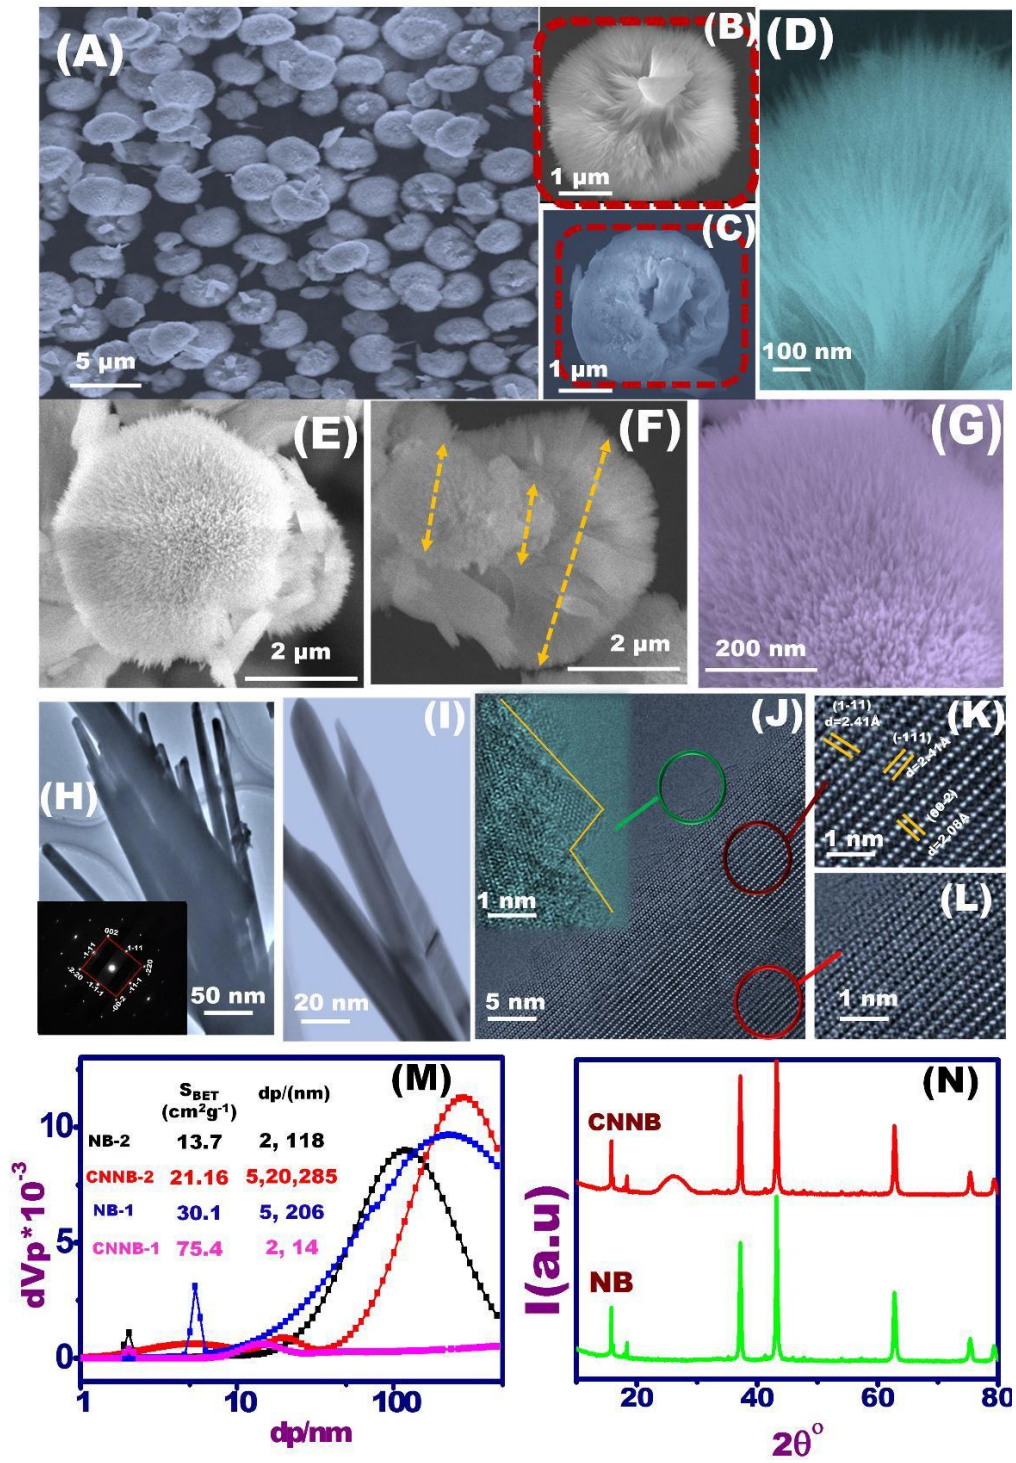 (A)
5 μm
(B)
1 μm
(C)
1 μm
(D)
100 nm
(E)
2 μm
(F)
2 μm
(G)
200 nm
(H)
50 nm
002
1-11
-1-11
-220
-2-20
-11-1
-1-1-1
-00-2
(I)
20 nm
(J)
1 nm
5 nm
(K)
(1-11)
d=2.41Å
(-111)
d=2.41Å
(00-2)
d=2.08Å
1 nm
(L)
1 nm
(M)
S_BET (cm²g⁻¹) dp/(nm)
NB-2 13.7 2, 118
CNNB-2 21.16 5,20,285
NB-1 30.1 5, 206
CNNB-1 75.4 2, 14
dVp*10⁻³
10
5
0
1 10 100
dp/nm
(N)
CNNB
NB
I(a.u)
20 40 60 80
2θ°